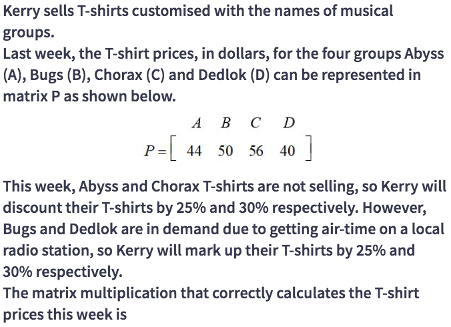 Kerry sells T-shirts customised with the names of musical
groups.
Last week, the T-shirt prices, in dollars, for the four groups Abyss
(A), Bugs (B), Chorax (C) and Dedlok (D) can be represented in
matrix P as shown below.
A B C D
P=[ 44 50 56 40 ]
This week, Abyss and Chorax T-shirts are not selling, so Kerry will
discount their T-shirts by 25% and 30% respectively. However,
Bugs and Dedlok are in demand due to getting air-time on a local
radio station, so Kerry will mark up their T-shirts by 25% and
30% respectively.
The matrix multiplication that correctly calculates the T-shirt
prices this week is